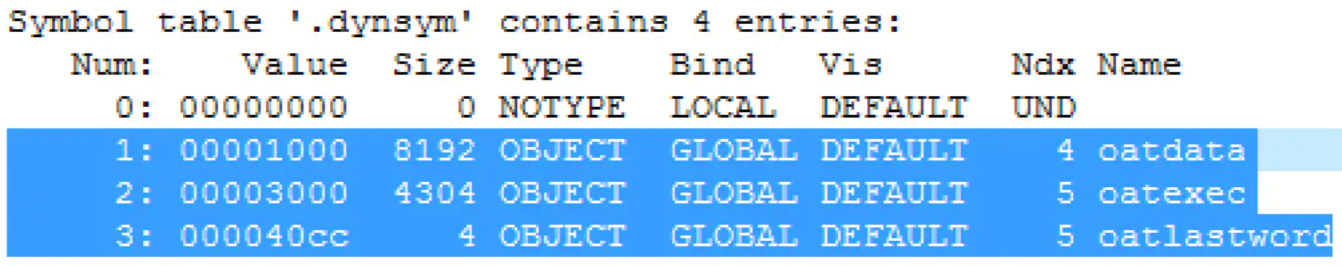 Symbol table '.dynsym' contains 4 entries:
Num: Value Size Type Bind Vis Ndx Name
0: 00000000 0 NOTYPE LOCAL DEFAULT UND
1: 00001000 8192 OBJECT GLOBAL DEFAULT 4 oatdata
2: 00003000 4304 OBJECT GLOBAL DEFAULT 5 oatexec
3: 000040cc 4 OBJECT GLOBAL DEFAULT 5 oatlastword